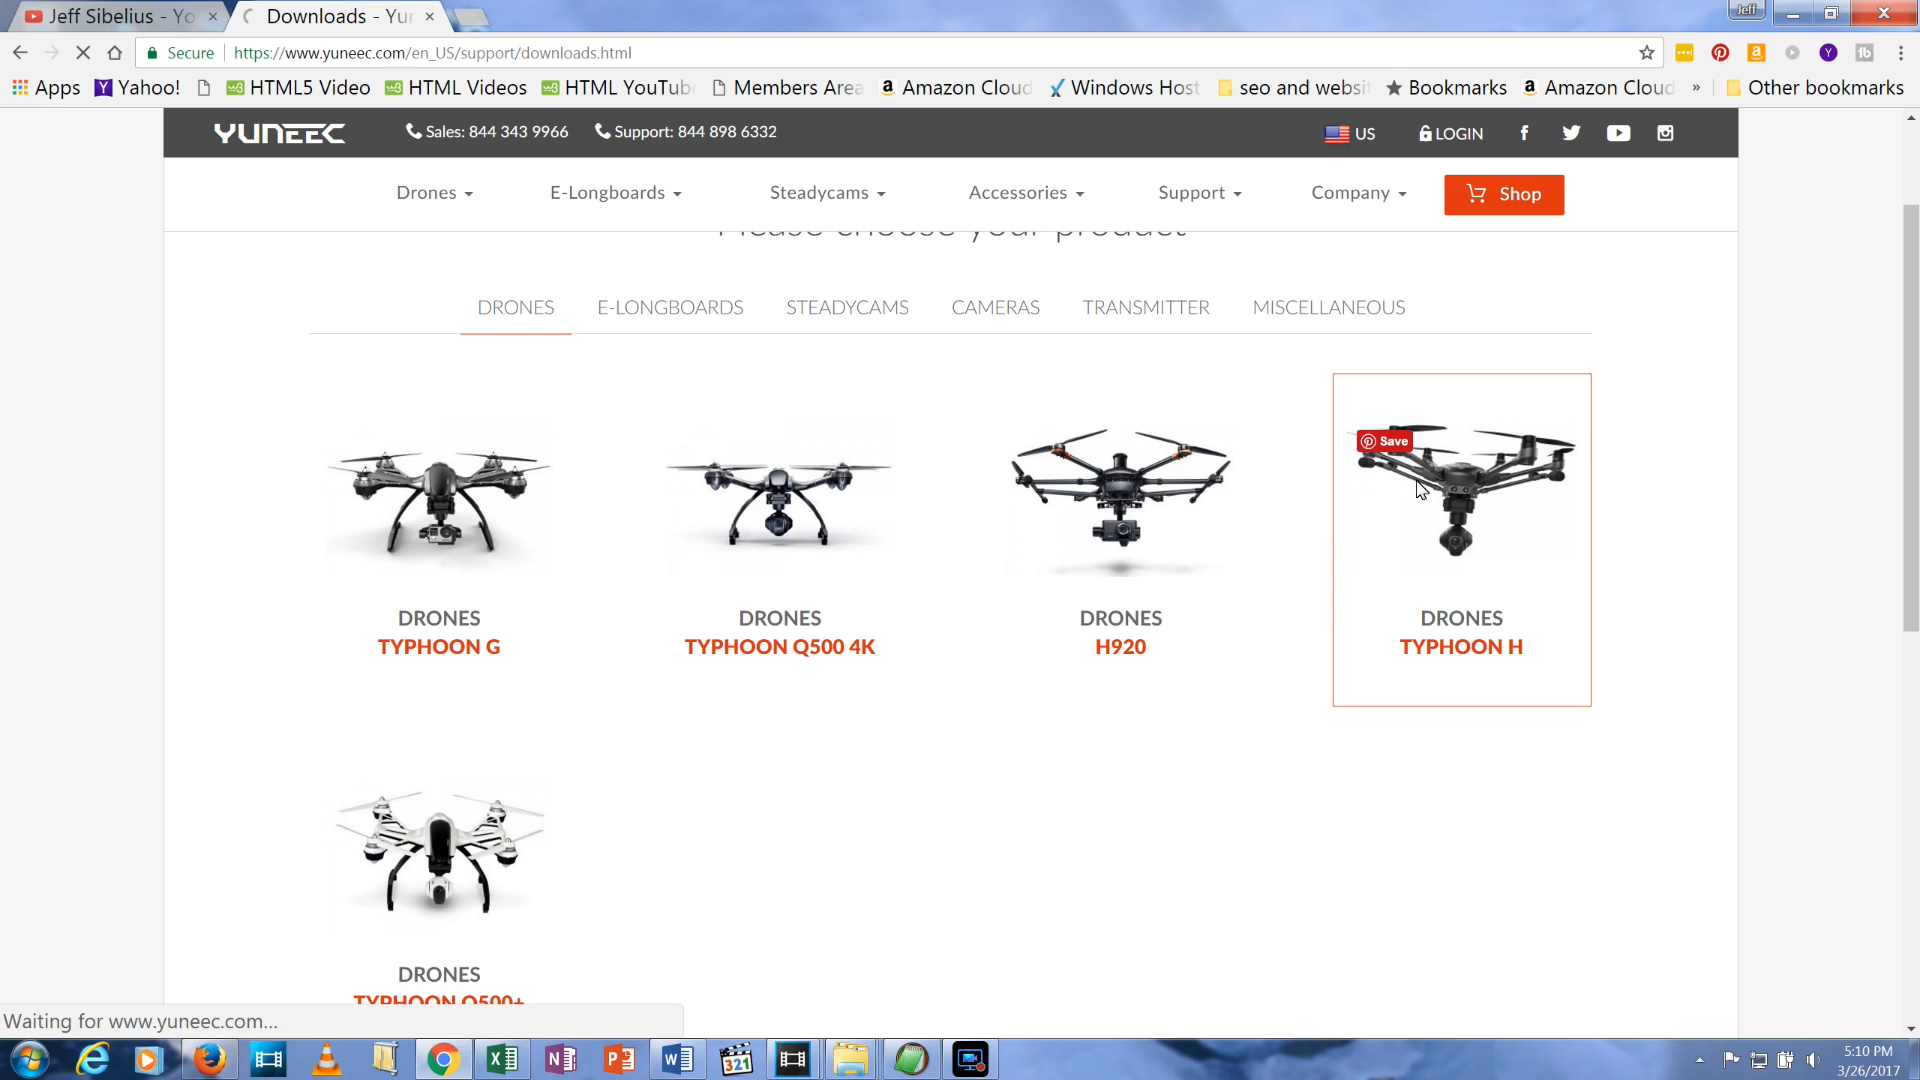 Jeff Sibelius - Yo
Downloads - Yun
Jeff
Secure https://www.yuneec.com/en_US/support/downloads.html
Apps Yahoo! HTML5 Video HTML Videos HTML YouTub Members Area Amazon Cloud Windows Host seo and websit Bookmarks Amazon Cloud » Other bookmarks
YUNEEC Sales: 844 343 9966 Support: 844 898 6332 US LOGIN
Drones E-Longboards Steadycams Accessories Support Company Shop
Please choose your product
DRONES E-LONGBOARDS STEADYCAMS CAMERAS TRANSMITTER MISCELLANEOUS
Save
DRONES
TYPHOON G
DRONES
TYPHOON Q500 4K
DRONES
H920
DRONES
TYPHOON H
DRONES
TYPHOON Q500+
Waiting for www.yuneec.com...
321
5:10 PM
3/26/2017